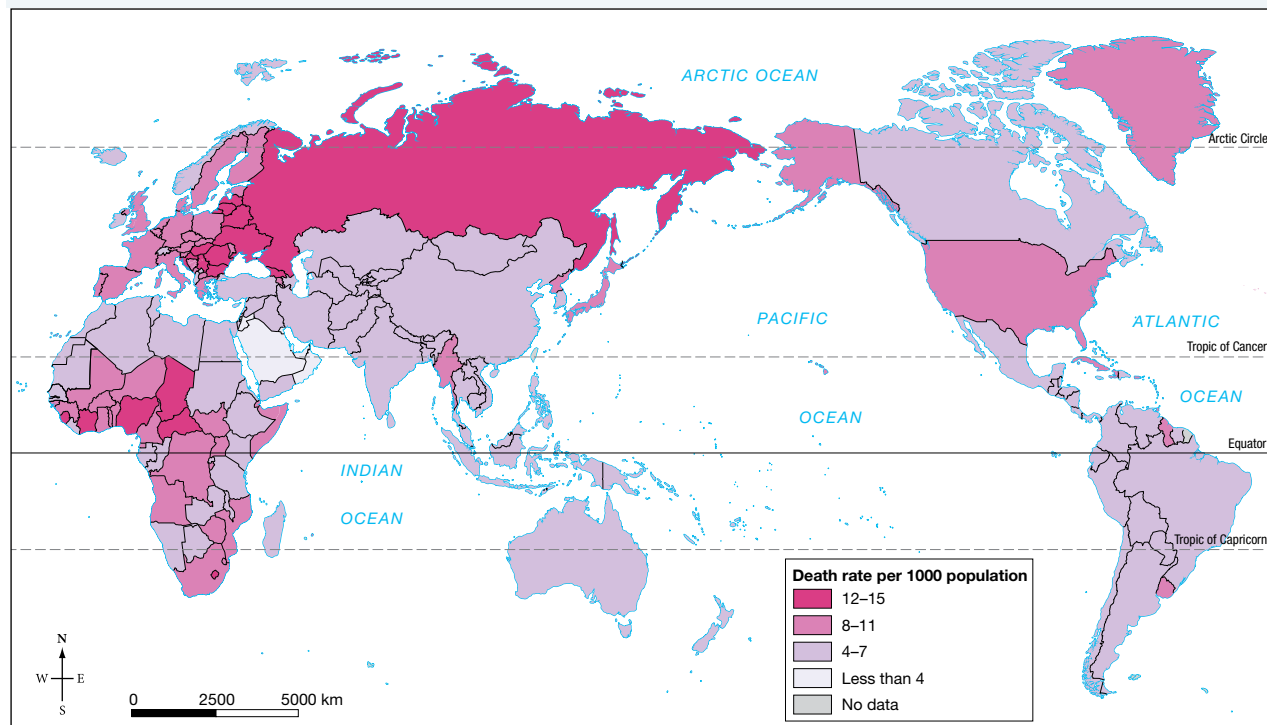 ARCTIC OCEAN
Arctic Circle
PACIFIC
ATLANTIC
Tropic of Cancer
OCEAN
OCEAN
Equator
INDIAN
OCEAN
Tropic of Capricorn
Death rate per 1000 population
12–15
8–11
4–7
Less than 4
No data
N
W E
S
0 2500 5000 km